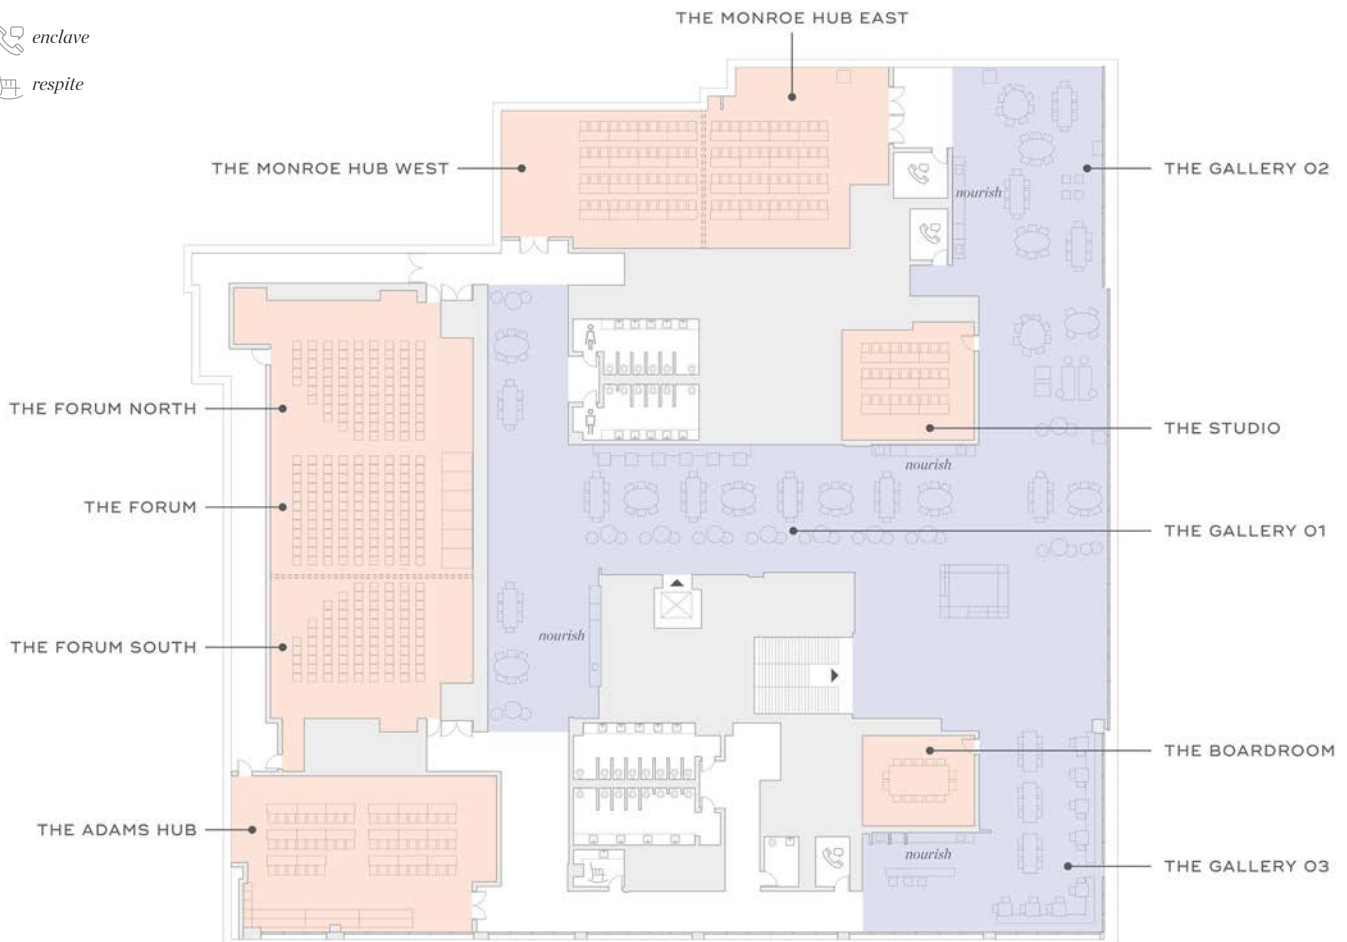 THE MONROE HUB EAST
enclave
respite
THE MONROE HUB WEST
THE GALLERY 02
nourish
THE FORUM NORTH
THE STUDIO
nourish
THE FORUM
THE GALLERY 01
nourish
THE FORUM SOUTH
THE BOARDROOM
THE ADAMS HUB
nourish
THE GALLERY 03